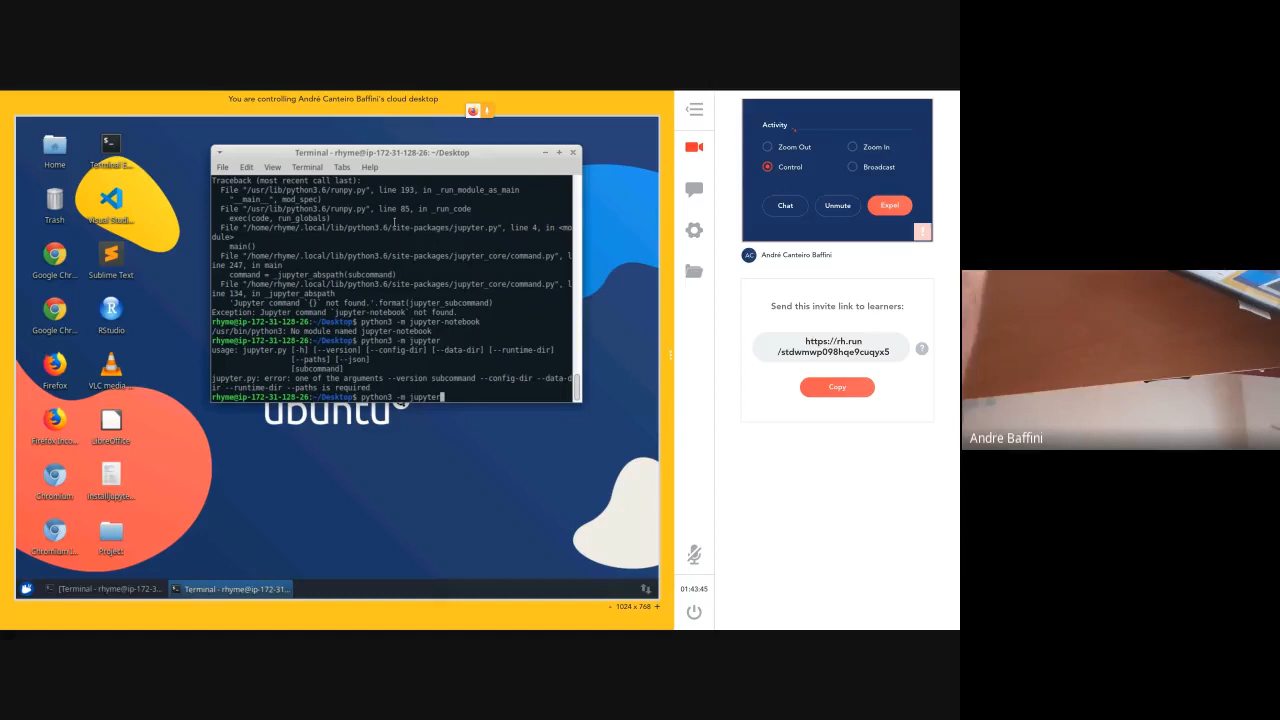 You are controlling André Canteiro Baffini's cloud desktop
Home
Terminal E...
Trash
Visual Studi...
Google Chr...
Sublime Text
Google Chr...
RStudio
Firefox
VLC media...
Firefox Inco...
LibreOffice
Chromium
Installjupyte...
Chromium I...
Project
Terminal - rhyme@ip-172-31-128-26: ~/Desktop
File Edit View Terminal Tabs Help
Traceback (most recent call last):
File "/usr/lib/python3.6/runpy.py", line 193, in _run_module_as_main
"__main__", mod_spec)
File "/usr/lib/python3.6/runpy.py", line 85, in _run_code
exec(code, run_globals)
File "/home/rhyme/.local/lib/python3.6/site-packages/jupyter.py", line 4, in <mo
dule>
main()
File "/home/rhyme/.local/lib/python3.6/site-packages/jupyter_core/command.py", l
ine 247, in main
command = _jupyter_abspath(subcommand)
File "/home/rhyme/.local/lib/python3.6/site-packages/jupyter_core/command.py", l
ine 134, in _jupyter_abspath
'Jupyter command `{}` not found.'.format(jupyter_subcommand)
Exception: Jupyter command `jupyter-notebook` not found.
rhyme@ip-172-31-128-26:~/Desktop$ python3 -m jupyter-notebook
/usr/bin/python3: No module named jupyter-notebook
rhyme@ip-172-31-128-26:~/Desktop$ python3 -m jupyter
usage: jupyter.py [-h] [--version] [--config-dir] [--data-dir] [--runtime-dir]
[--paths] [--json]
[subcommand]
jupyter.py: error: one of the arguments --version subcommand --config-dir --data-d
ir --runtime-dir --paths is required
rhyme@ip-172-31-128-26:~/Desktop$ python3 -m jupyter
ubuntu
[Terminal - rhyme@ip-172-3...
Terminal - rhyme@ip-172-31...
- 1024 x 768 +
01:43:45
Activity
Zoom Out
Zoom In
Control
Broadcast
Chat
Unmute
Expel
AC
André Canteiro Baffini
Send this invite link to learners:
https://rh.run
/stdwmwp098hqe9cuqyx5
?
Copy
Andre Baffini